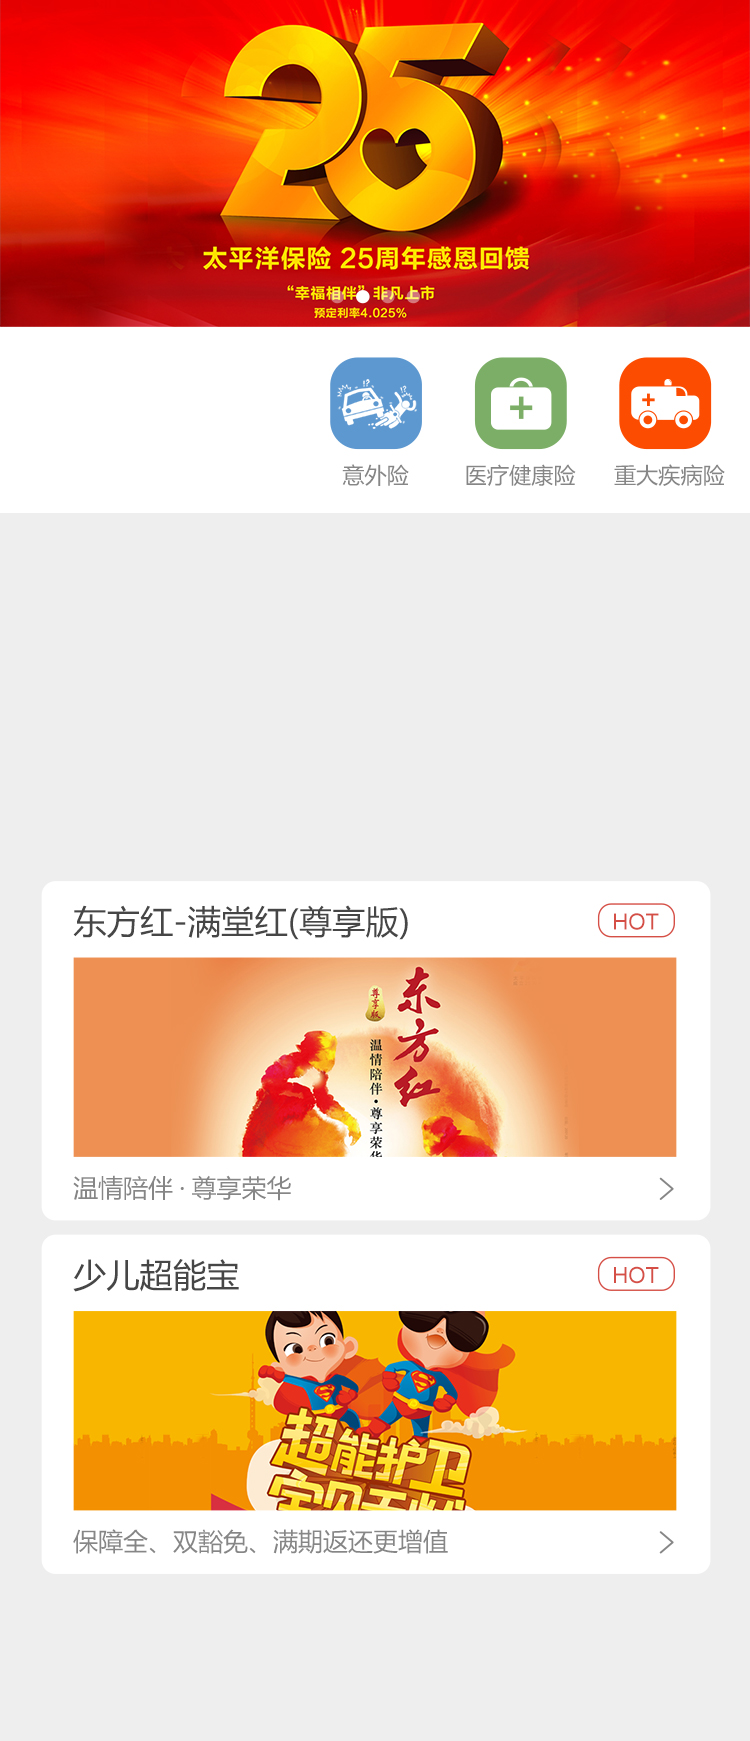 25
太平洋保险 25周年感恩回馈
“幸福相伴”非凡上市
预定利率4.025%
意外险
医疗健康险
重大疾病险
东方红-满堂红(尊享版)
HOT
尊享版
东方红
温情陪伴·尊享荣华
温情陪伴·尊享荣华
少儿超能宝
HOT
超能护卫
保障全、双豁免、满期返还更增值